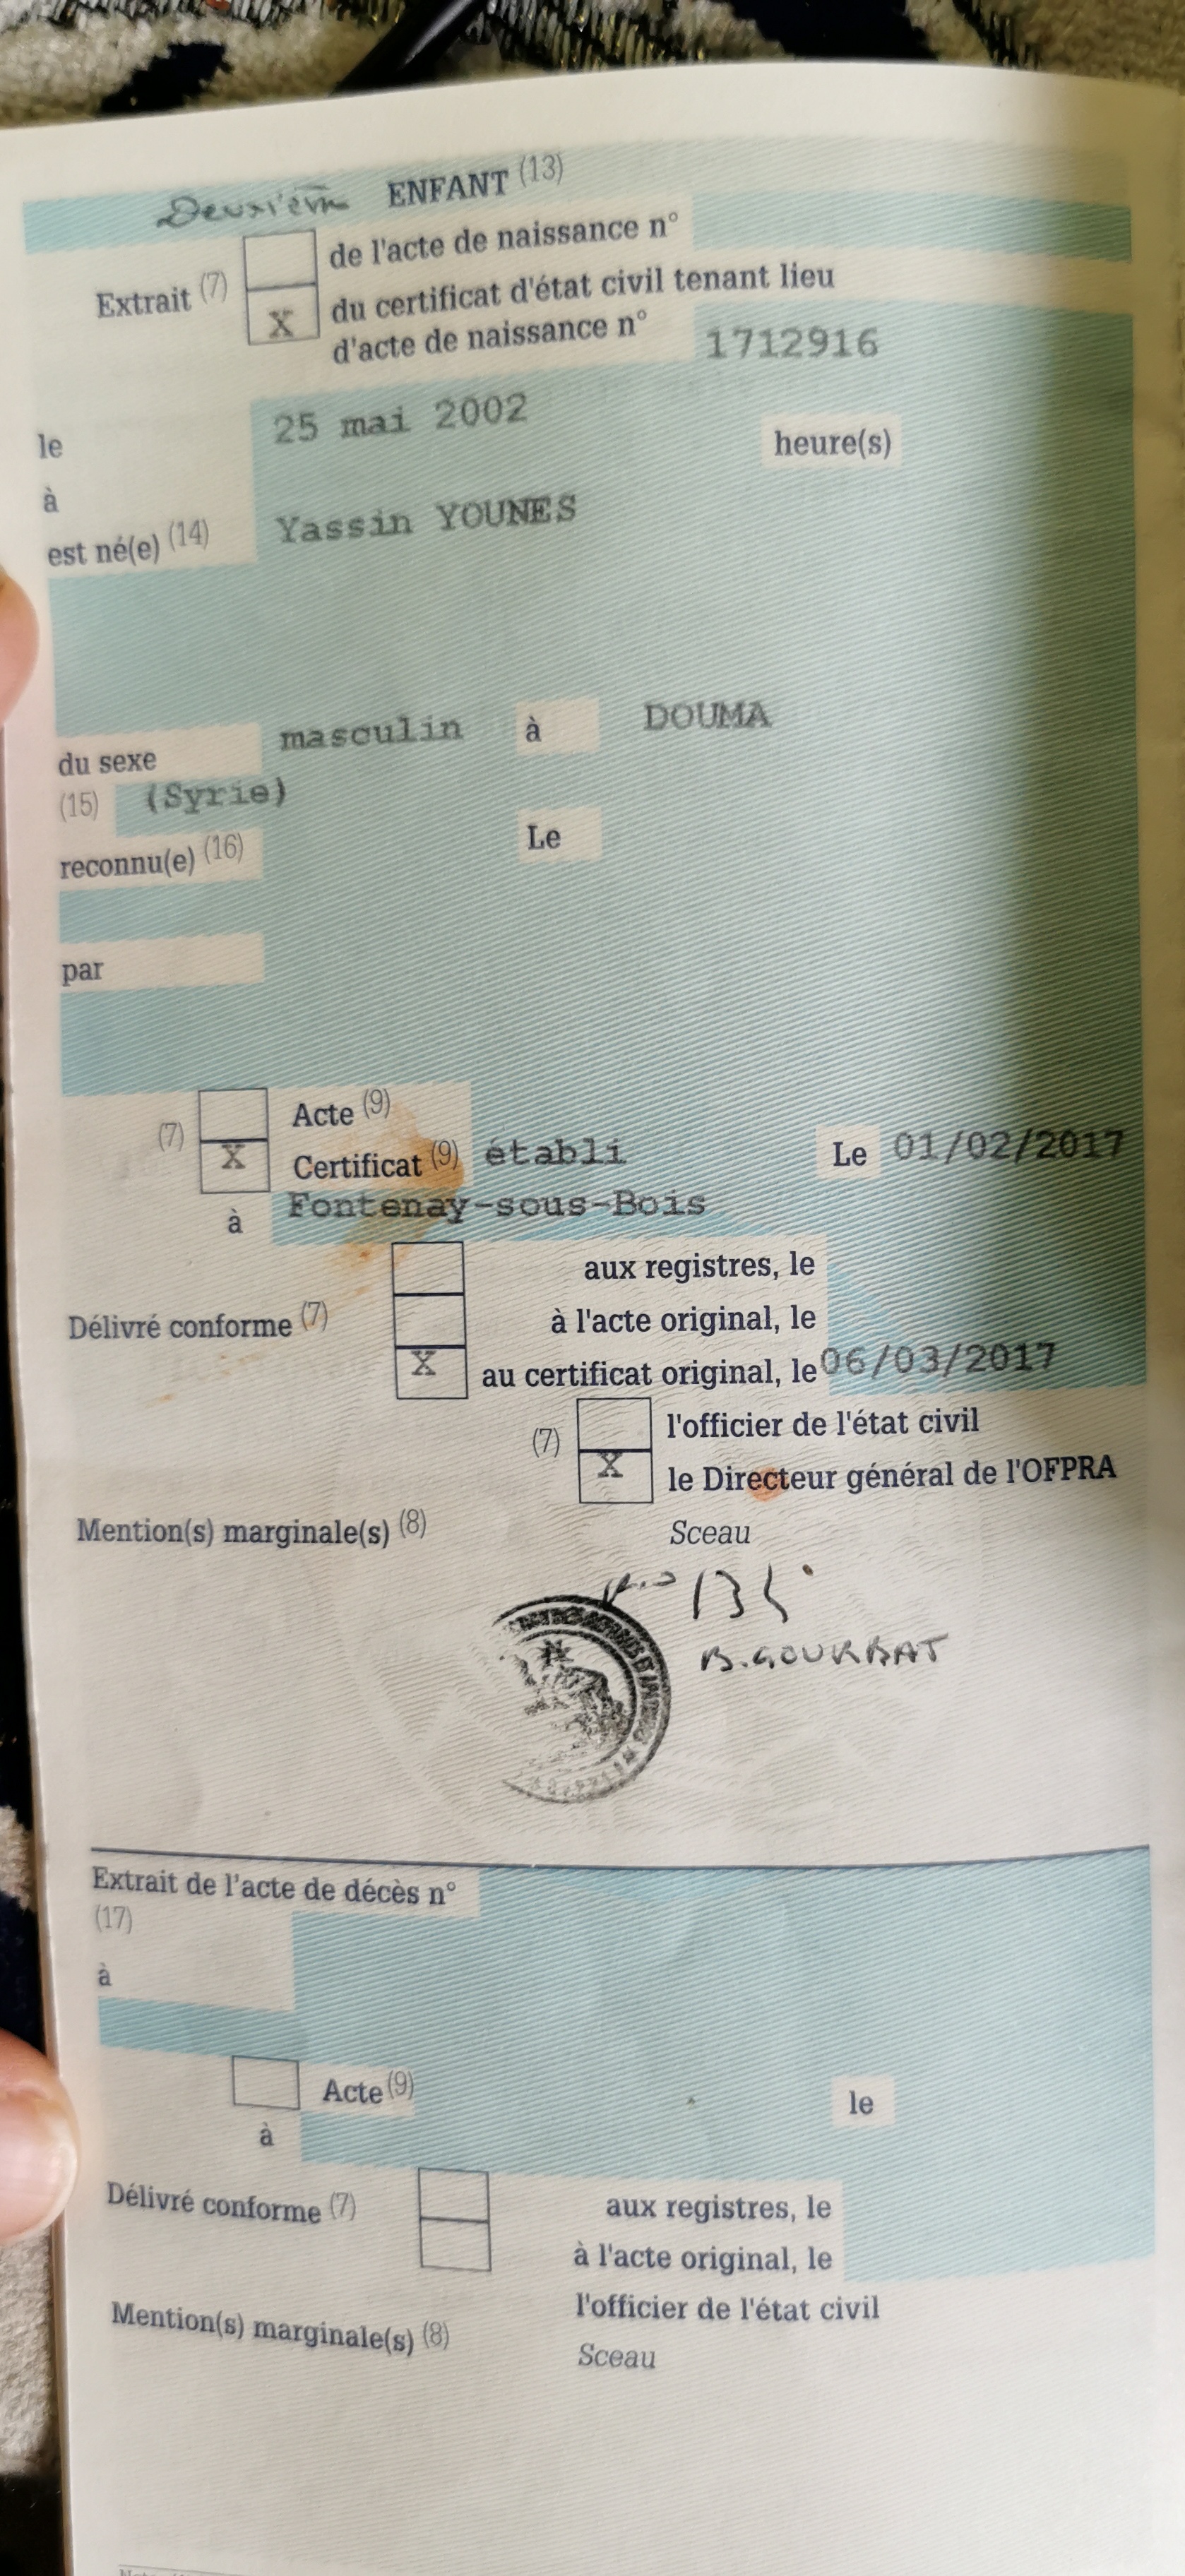 Deuxièm ENFANT (13)
Extrait (7)
de l'acte de naissance n°
X du certificat d'état civil tenant lieu
d'acte de naissance n° 1712916
le 25 mai 2002 heure(s)
à
est né(e) (14) Yassin YOUNES
du sexe masculin à DOUMA
(15) (Syrie)
reconnu(e) (16) Le
par
(7) Acte (9)
X Certificat (9) établi Le 01/02/2017
à Fontenay-sous-Bois
aux registres, le
Délivré conforme (7) à l'acte original, le
X au certificat original, le 06/03/2017
(7) l'officier de l'état civil
X le Directeur général de l'OFPRA
Mention(s) marginale(s) (8) Sceau
B. GOURBAT
Extrait de l'acte de décès n°
(17)
à
Acte (9) le
à
Délivré conforme (7) aux registres, le
à l'acte original, le
l'officier de l'état civil
Mention(s) marginale(s) (8)
Sceau